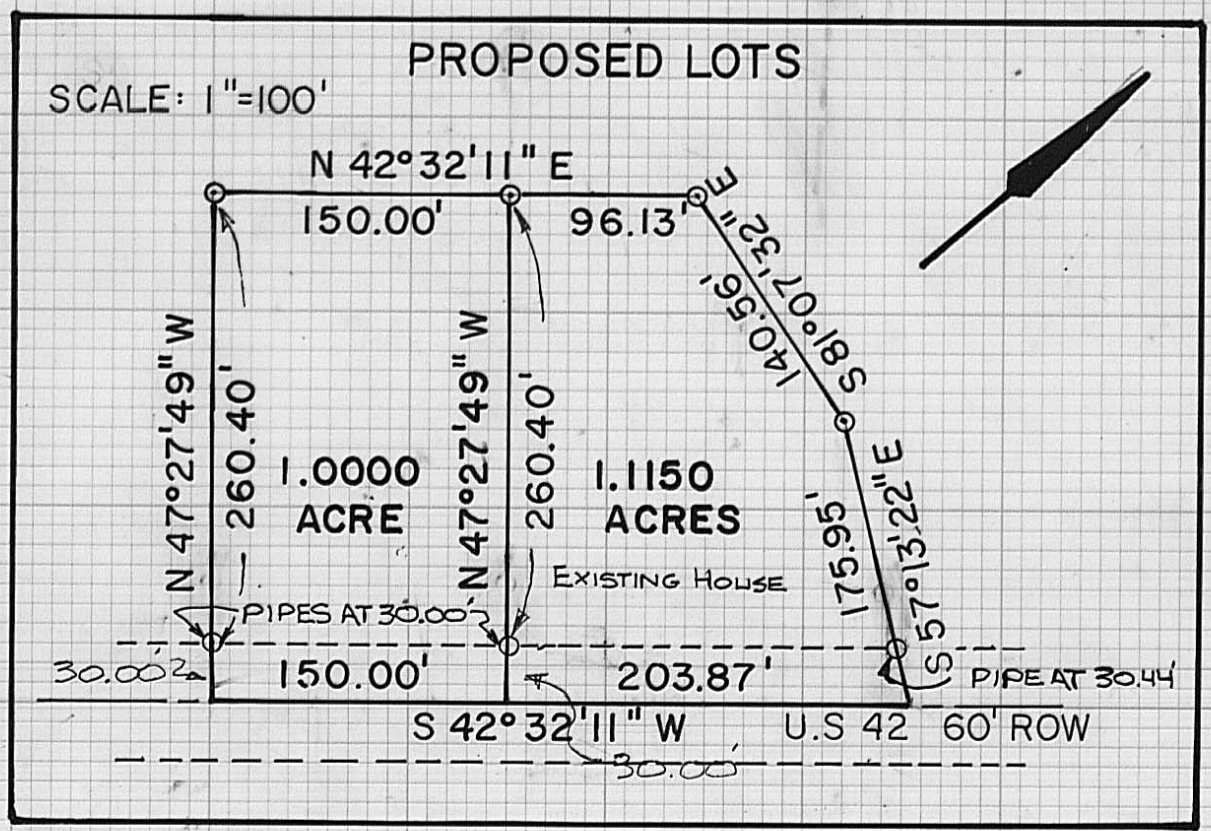 PROPOSED LOTS
SCALE: 1"=100'
N 42°32'11" E
150.00'
96.13'
S 81°07'32" E
140.56'
N 47°27'49" W
260.40'
N 47°27'49" W
260.40'
1.0000
ACRE
1.1150
ACRES
175.95'
S 57°13'22" E
EXISTING HOUSE
PIPES AT 30.00'
30.00'
150.00'
203.87'
PIPE AT 30.44'
S 42°32'11" W
U.S 42
60' ROW
30.00'